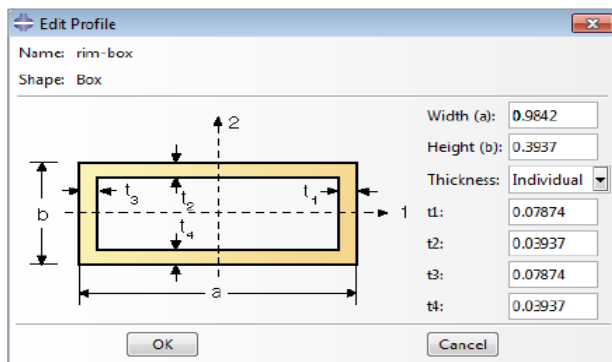 Edit Profile
Name: rim-box
Shape: Box
2
b
t3
t2
t1
1
t4
a
Width (a): 0.9842
Height (b): 0.3937
Thickness: Individual
t1: 0.07874
t2: 0.03937
t3: 0.07874
t4: 0.03937
OK
Cancel